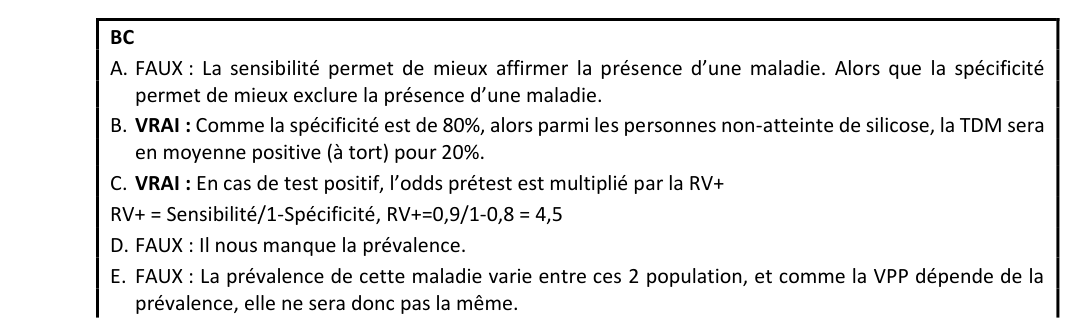 BC
A. FAUX : La sensibilité permet de mieux affirmer la présence d’une maladie. Alors que la spécificité
permet de mieux exclure la présence d’une maladie.
B. VRAI : Comme la spécificité est de 80%, alors parmi les personnes non-atteinte de silicose, la TDM sera
en moyenne positive (à tort) pour 20%.
C. VRAI : En cas de test positif, l’odds prétest est multiplié par la RV+
RV+ = Sensibilité/1-Spécificité, RV+=0,9/1-0,8 = 4,5
D. FAUX : Il nous manque la prévalence.
E. FAUX : La prévalence de cette maladie varie entre ces 2 population, et comme la VPP dépende de la
prévalence, elle ne sera donc pas la même.